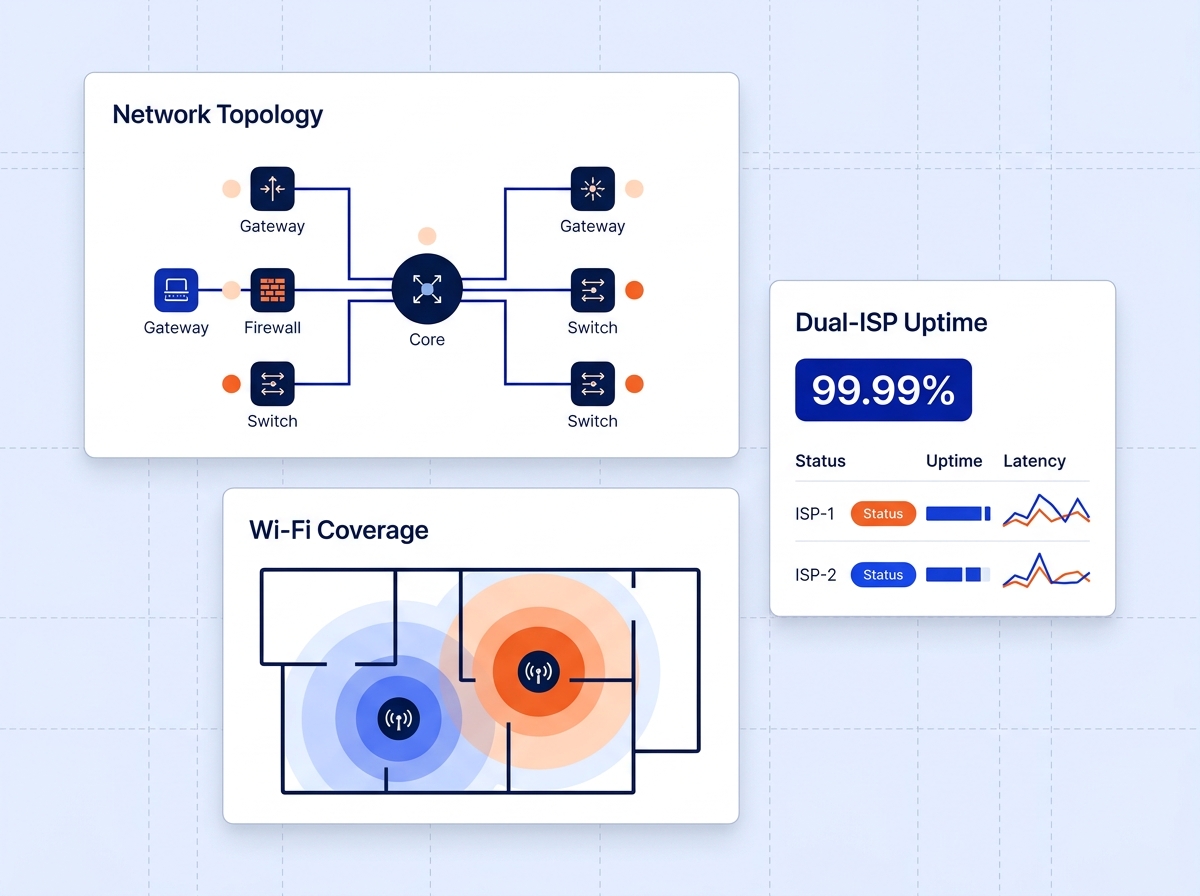 Network Topology
Gateway
Gateway
Gateway
Firewall
Core
Switch
Switch
Switch
Dual-ISP Uptime
99.99%
Status Uptime Latency
ISP-1 Status
ISP-2 Status
Wi-Fi Coverage